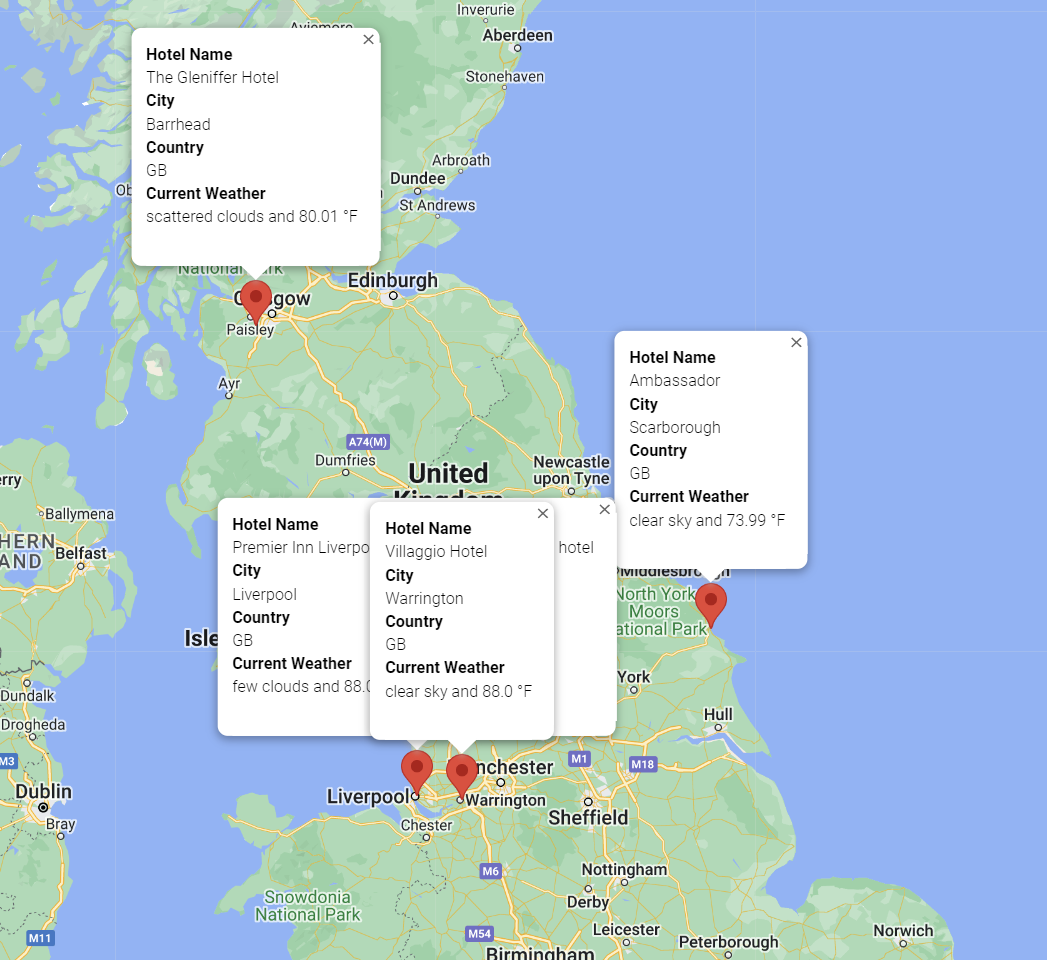 Inverurie
Aviemore
Aberdeen
Stonehaven
Hotel Name
The Gleniffer Hotel
City
Barrhead
Country
GB
Current Weather
scattered clouds and 80.01 °F
Arbroath
Dundee
St Andrews
National Park
Edinburgh
Paisley
Ayr
A74(M)
Dumfries
United
Kingdom
Newcastle
upon Tyne
Hotel Name
Ambassador
City
Scarborough
Country
GB
Current Weather
clear sky and 73.99 °F
Middlesbrough
North York
Moors
National Park
Ballymena
Belfast
Hotel Name
Premier Inn Liverpo
hotel
City
Liverpool
Country
GB
Current Weather
few clouds and 88.0
Hotel Name
Villaggio Hotel
City
Warrington
Country
GB
Current Weather
clear sky and 88.0 °F
Isle
York
Hull
Dundalk
Drogheda
M3
Dublin
Bray
M11
M1
M18
nchester
Liverpool
Warrington
Chester
Sheffield
M6
Nottingham
Derby
Snowdonia
National Park
M54
Leicester
Peterborough
Norwich
Birmingham